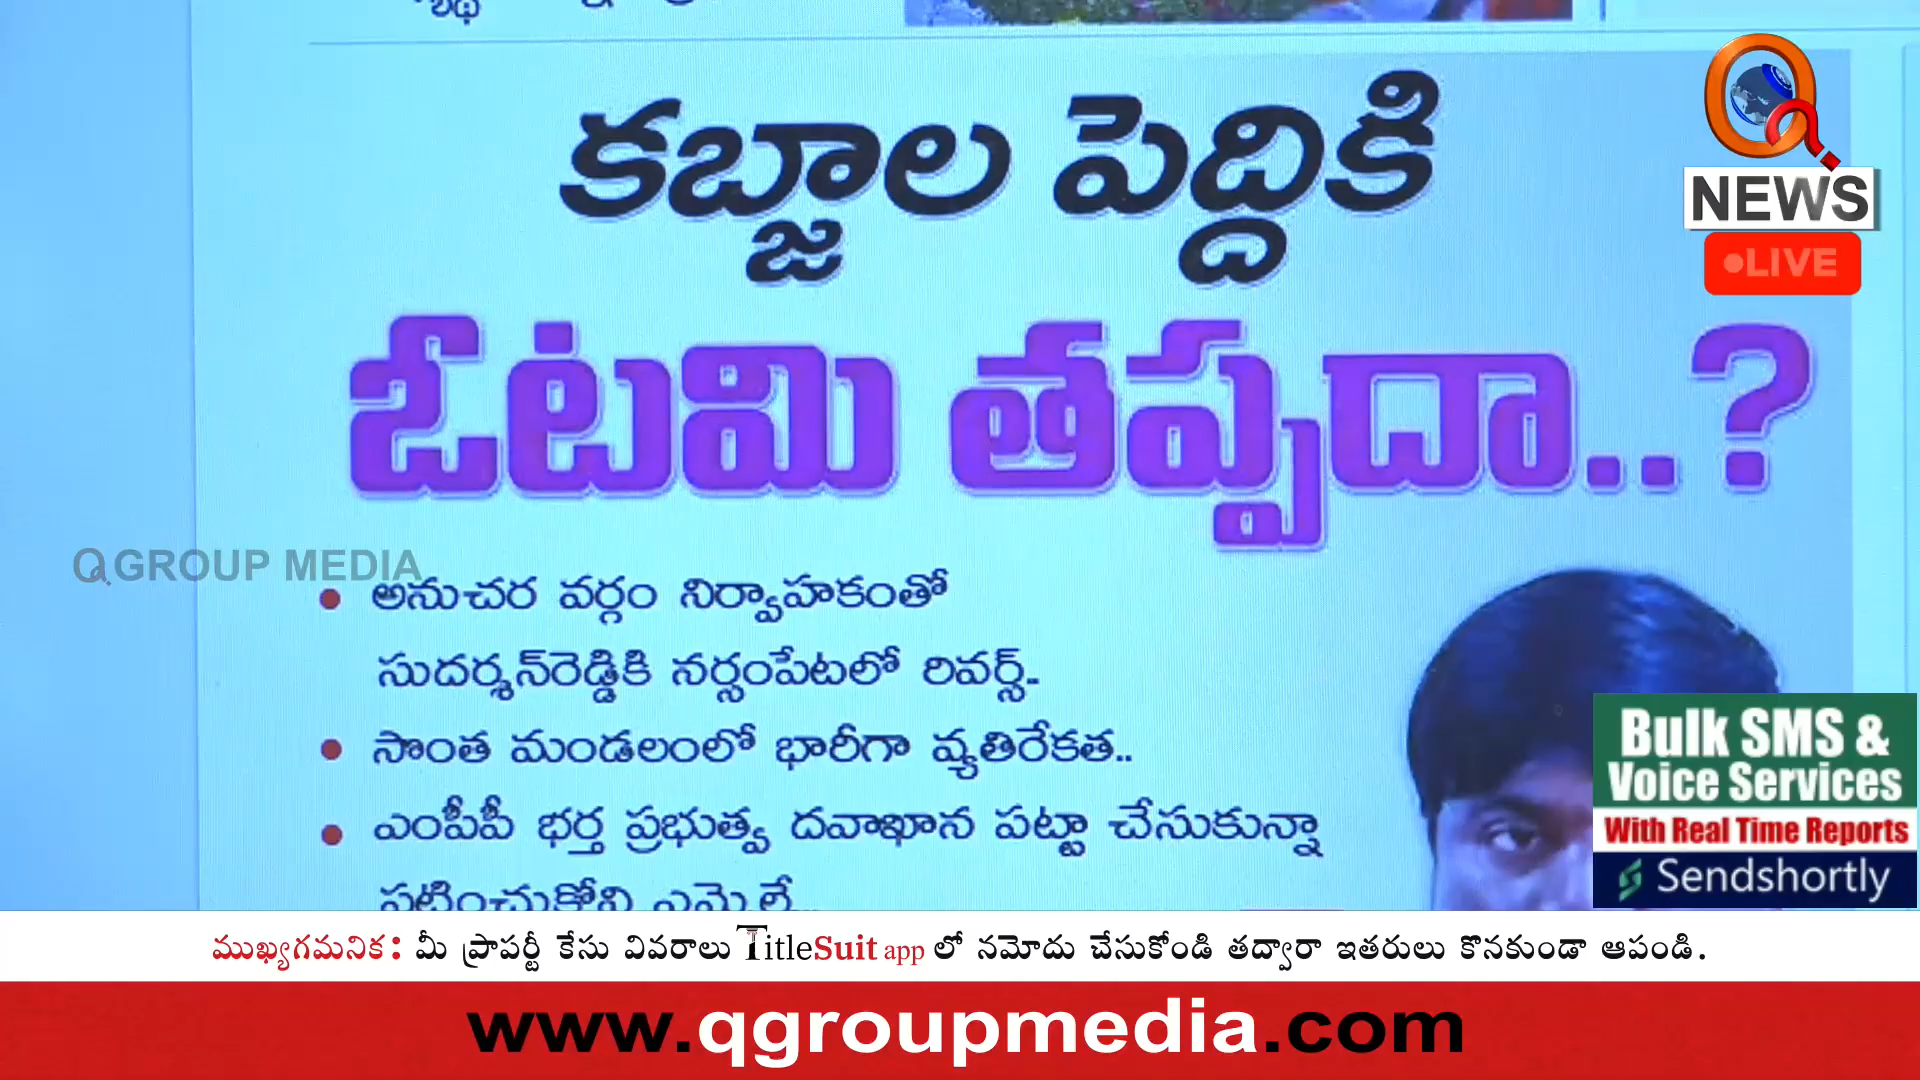 కబ్జాల పెద్దికి
ఓటమి తప్పదా..?
NEWS
LIVE
Q GROUP MEDIA
• అనుచర వర్గం నిర్వాహకంతో
సుదర్శన్‌రెడ్డికి నర్సంపేటలో రివర్స్..
• సొంత మండలంలో భారీగా వ్యతిరేకత..
• ఎంపీపీ భర్త ప్రభుత్వ దవాఖాన పట్టా చేసుకున్నా
పట్టించుకోని ఎమ్మెల్యే..
Bulk SMS &
Voice Services
With Real Time Reports
Sendshortly
ముఖ్యగమనిక: మీ ప్రాపర్టీ కేసు వివరాలు TitleSuit app లో నమోదు చేసుకోండి తద్వారా ఇతరులు కొనకుండా ఆపండి.
www.qgroupmedia.com